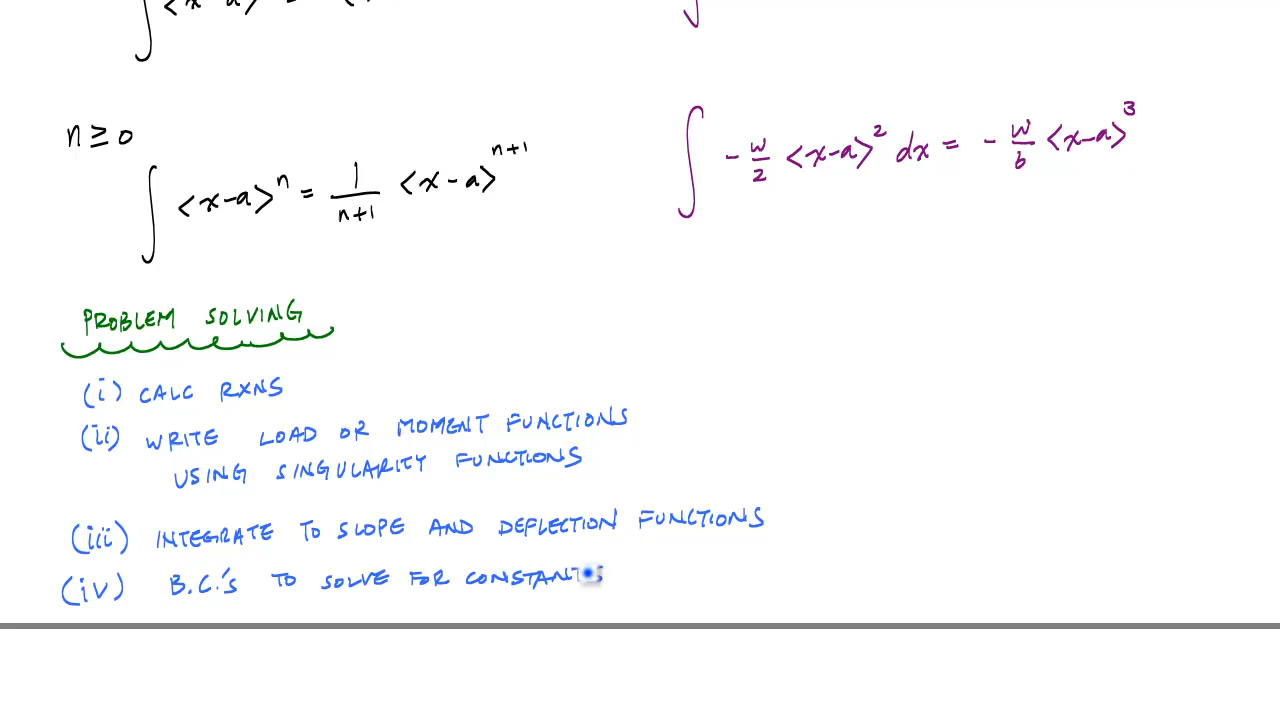 ∫ <x-a>
n ≥ 0
∫ <x-a>^n = 1/(n+1) <x-a>^(n+1)
∫ -w/2 <x-a>^2 dx = -w/6 <x-a>^3
PROBLEM SOLVING
(i) CALC RXNS
(ii) WRITE LOAD OR MOMENT FUNCTIONS
USING SINGULARITY FUNCTIONS
(iii) INTEGRATE TO SLOPE AND DEFLECTION FUNCTIONS
(iv) B.C.'s TO SOLVE FOR CONSTANTS